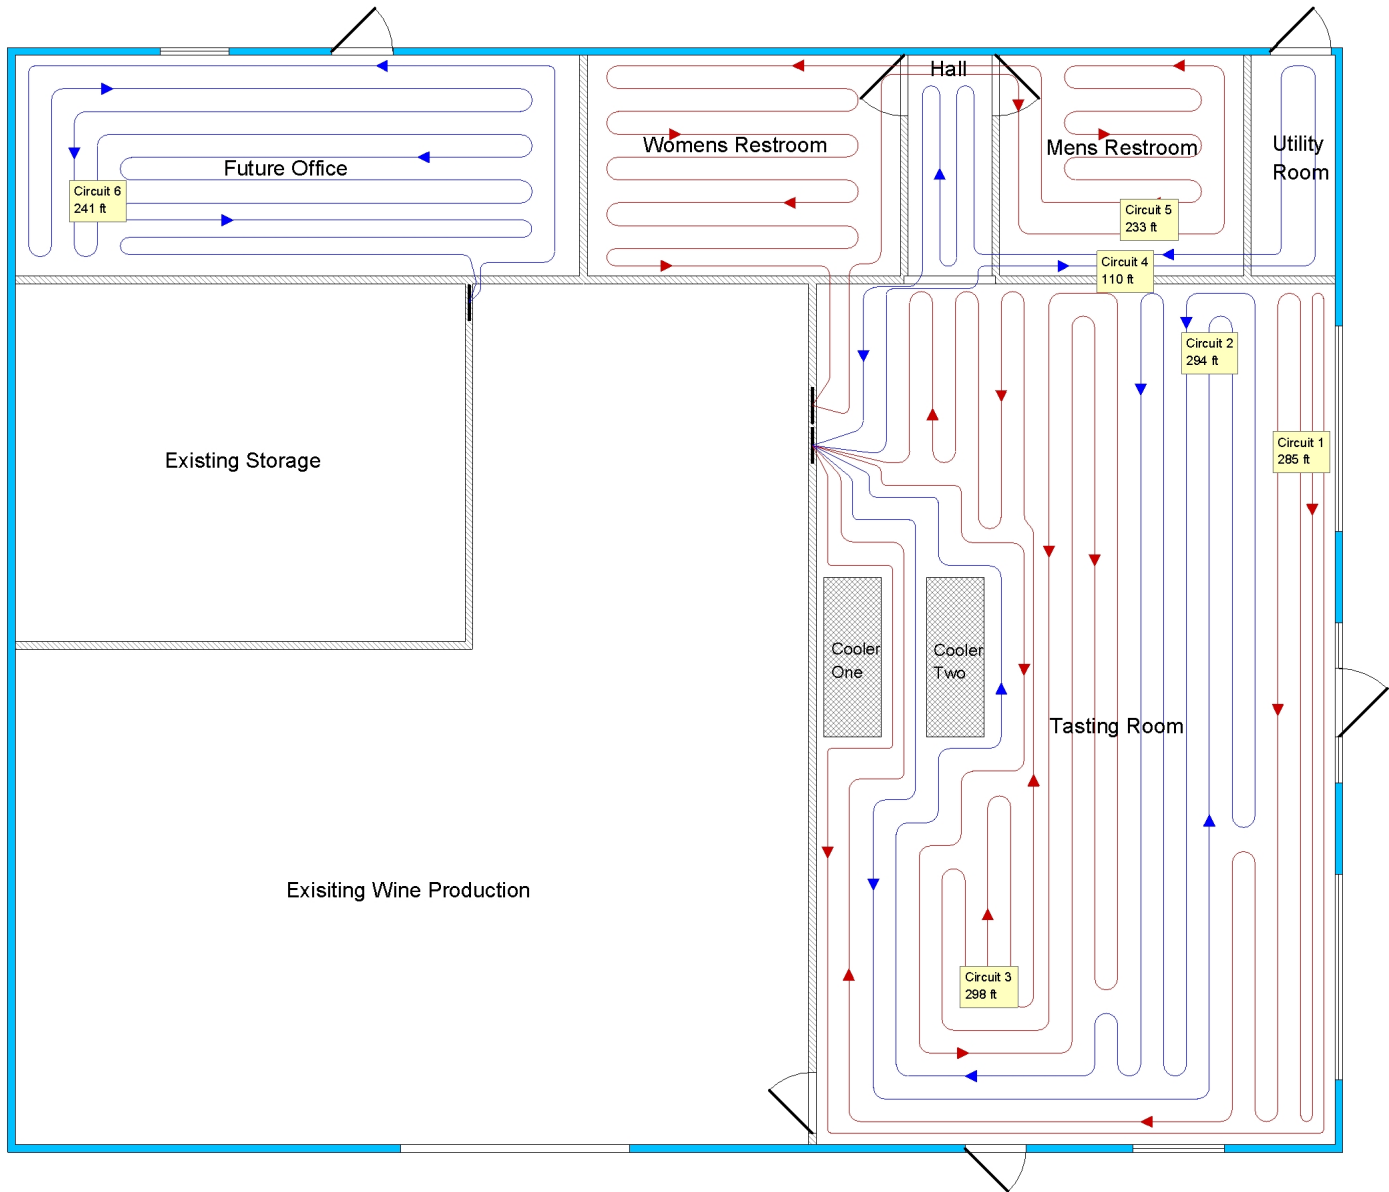 Hall
Womens Restroom
Mens Restroom
Utility
Room
Future Office
Circuit 6
241 ft
Circuit 5
233 ft
Circuit 4
110 ft
Circuit 2
294 ft
Circuit 1
285 ft
Existing Storage
Cooler
One
Cooler
Two
Tasting Room
Exisiting Wine Production
Circuit 3
298 ft